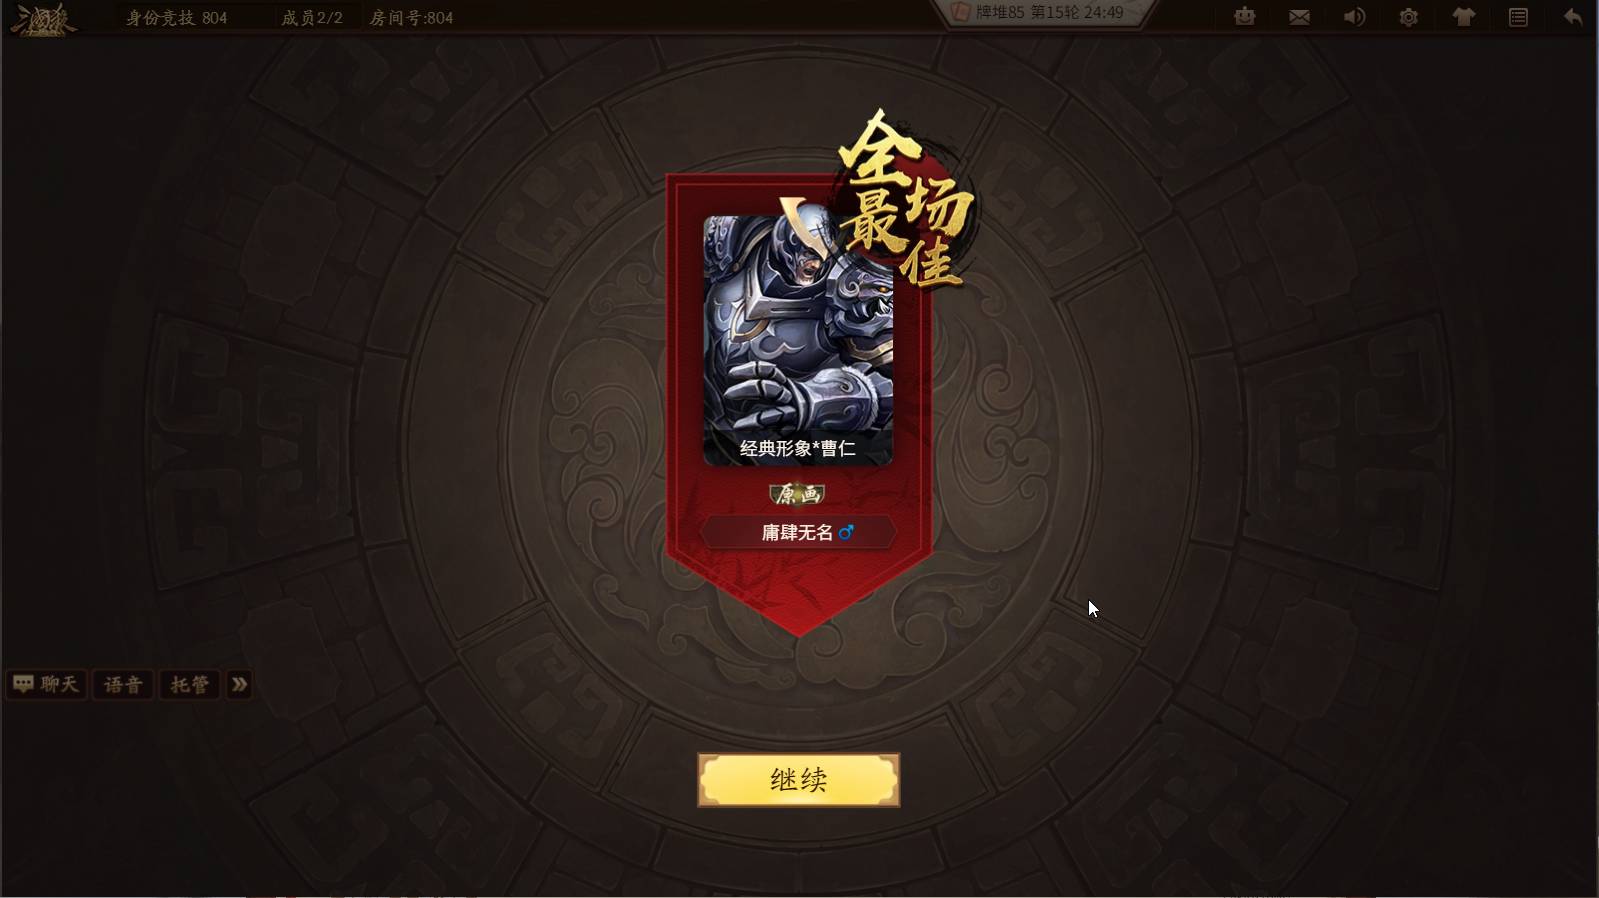 三国杀
身份竞技 804
成员2/2
房间号:804
牌堆85 第15轮 24:49
全场最佳
经典形象*曹仁
原画
庸肆无名♂
聊天
语音
托管
继续